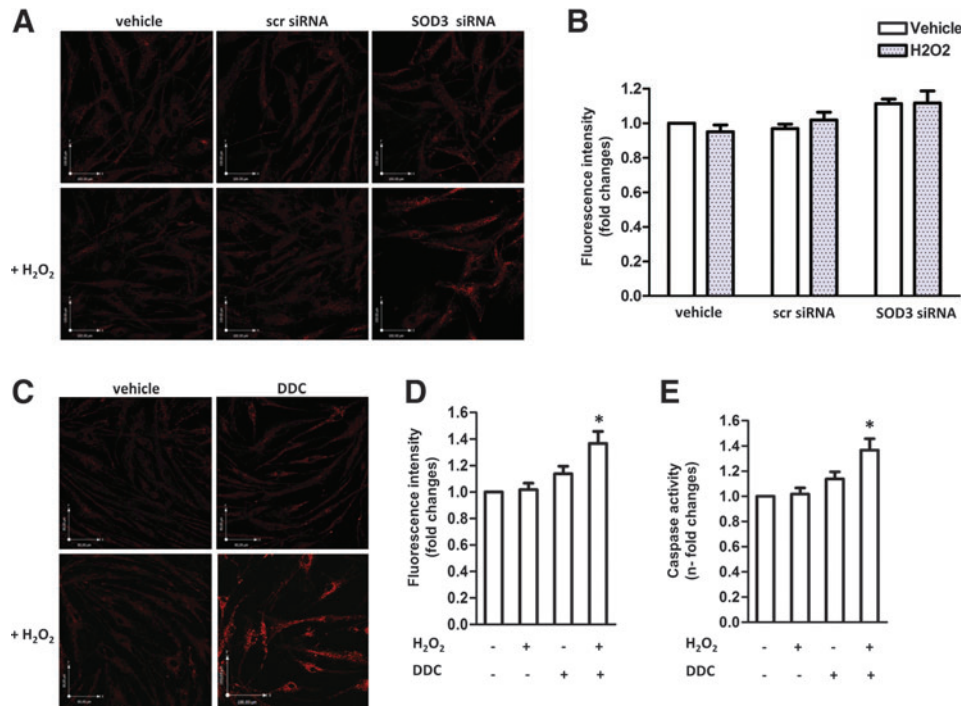 A
vehicle
scr siRNA
SOD3 siRNA
+ H2O2
B
Vehicle
H2O2
Fluorescence intensity
(fold changes)
1.2
1.0
0.8
0.6
0.4
0.2
0.0
vehicle
scr siRNA
SOD3 siRNA
C
vehicle
DDC
+ H2O2
D
Fluorescence intensity
(fold changes)
1.6
1.4
1.2
1.0
0.8
0.6
0.4
0.2
0.0
*
H2O2 - + - +
DDC - - + +
E
Caspase activity
(n- fold changes)
1.6
1.4
1.2
1.0
0.8
0.6
0.4
0.2
0.0
*
H2O2 - + - +
DDC - - + +